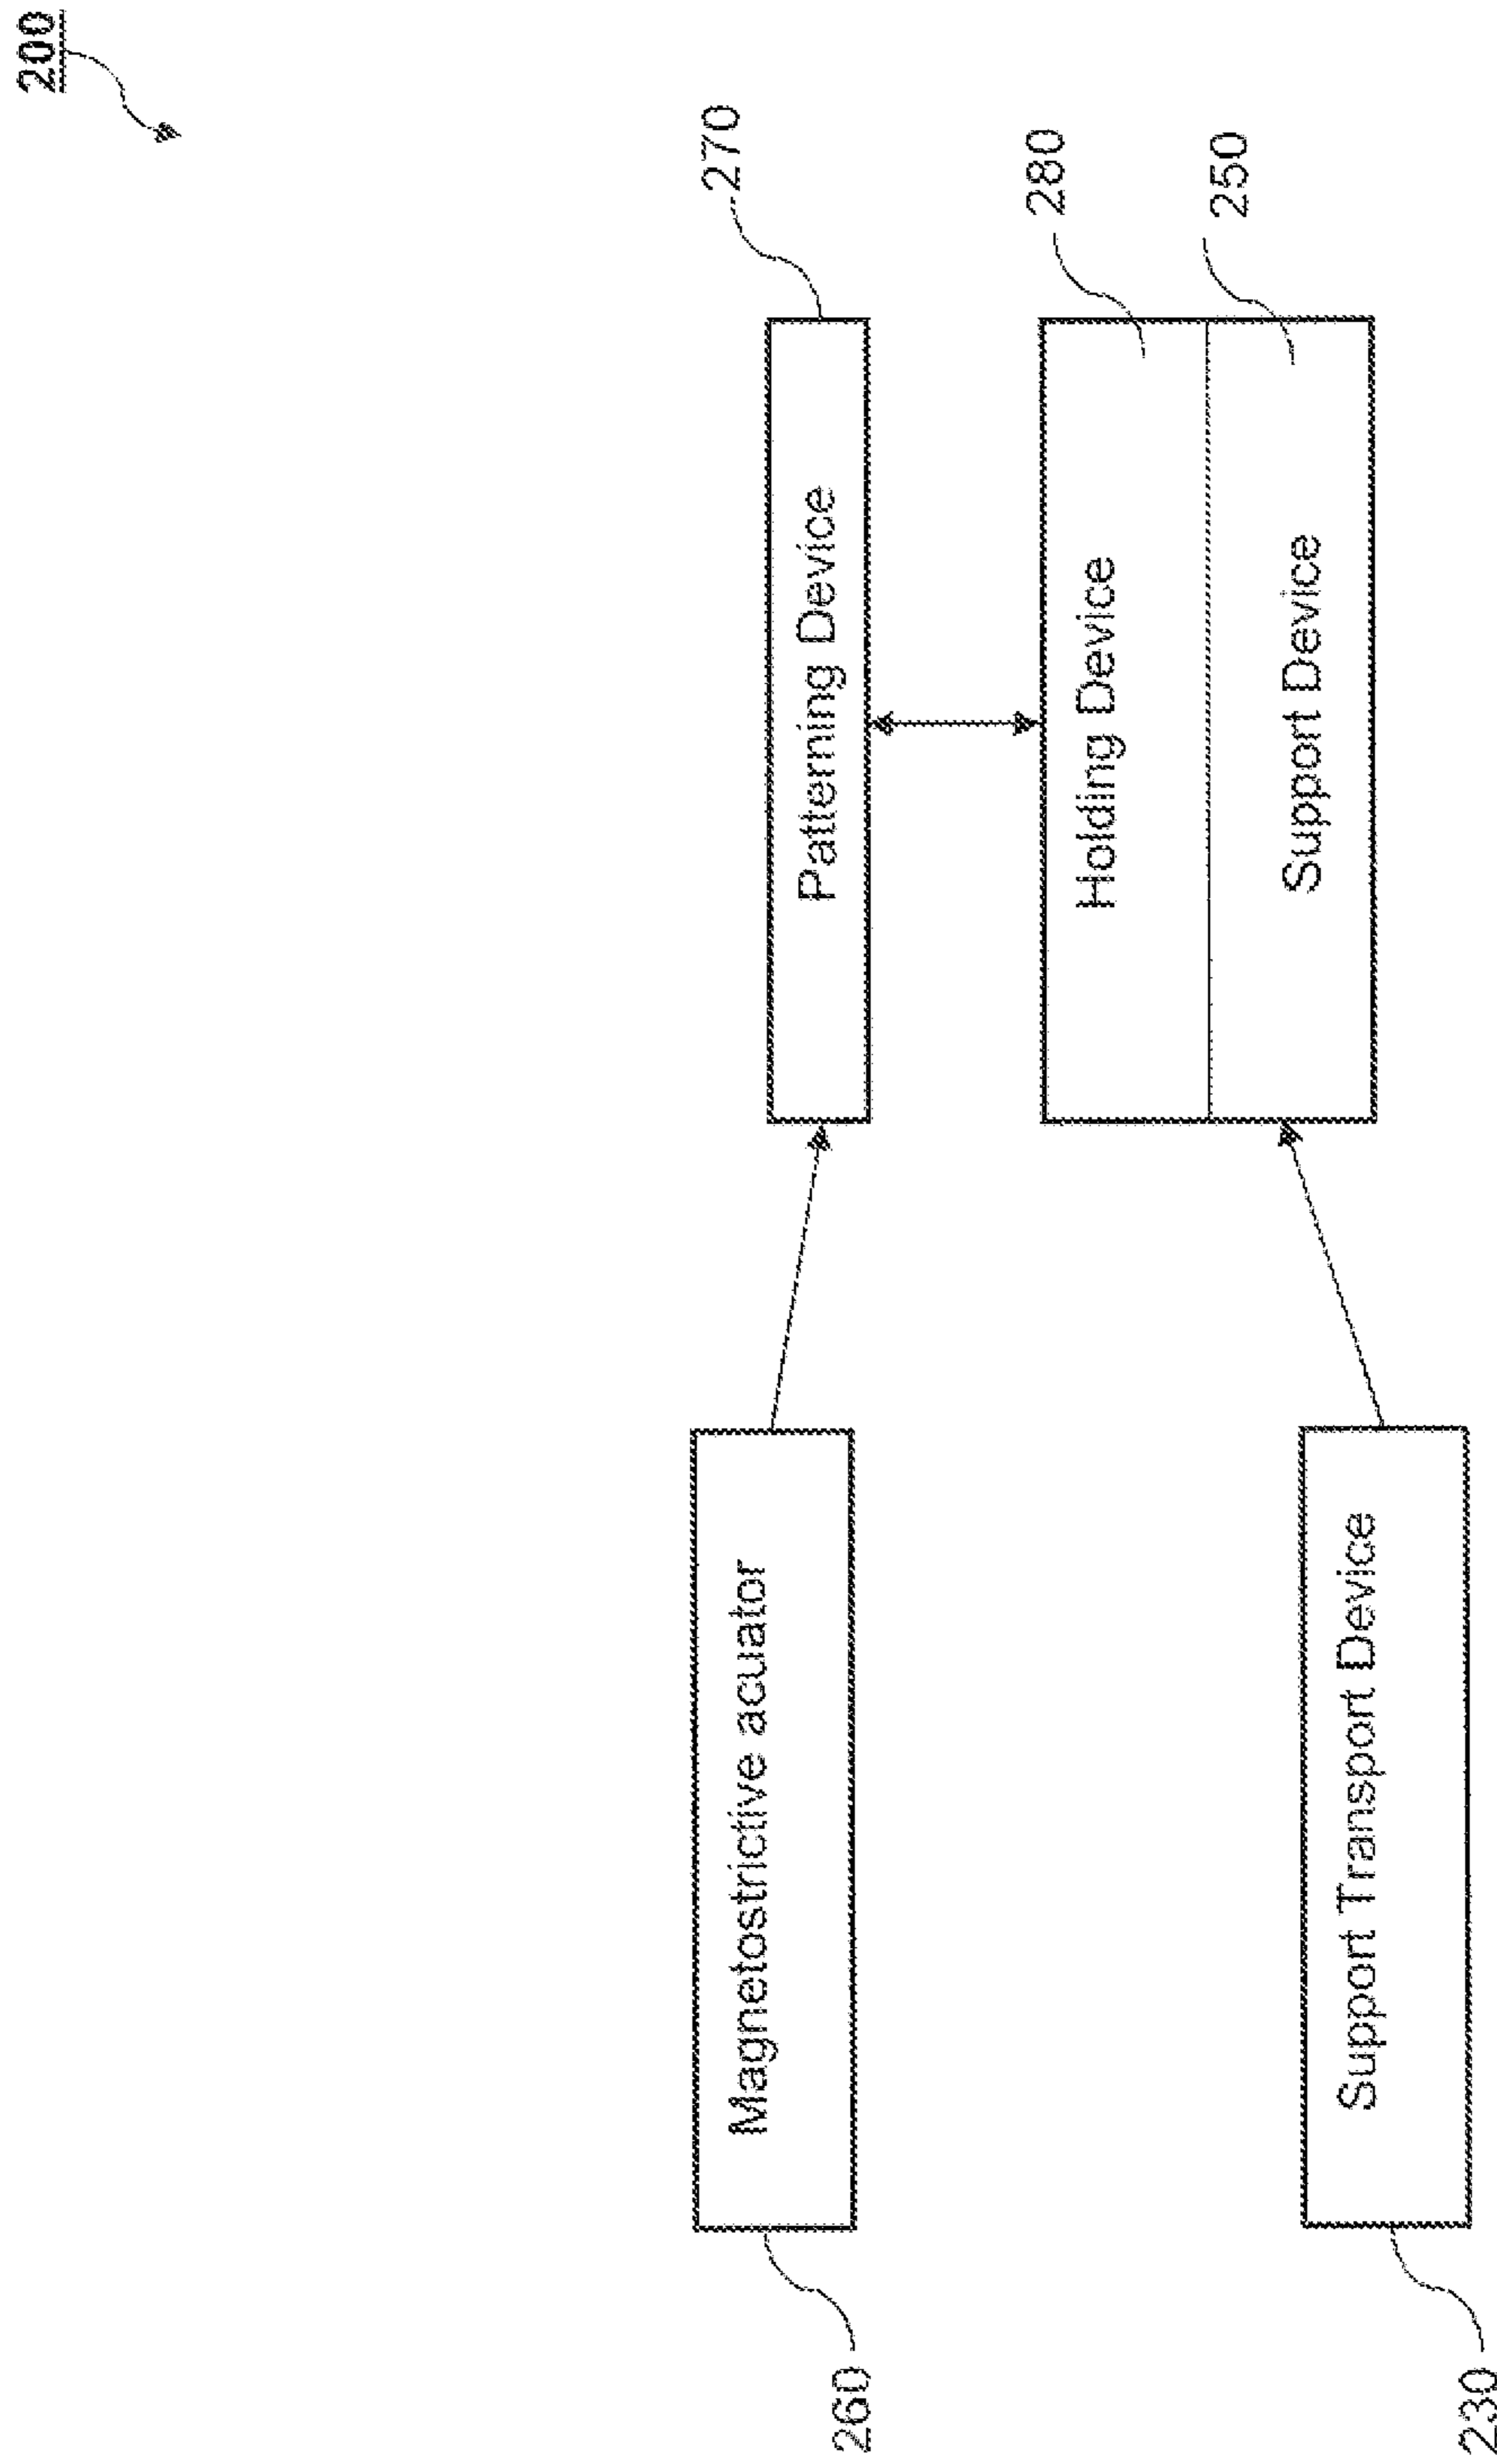 200
Patterning Device
270
Holding Device
280
Support Device
250
Magnetostrictive acuator
260
Support Transport Device
230